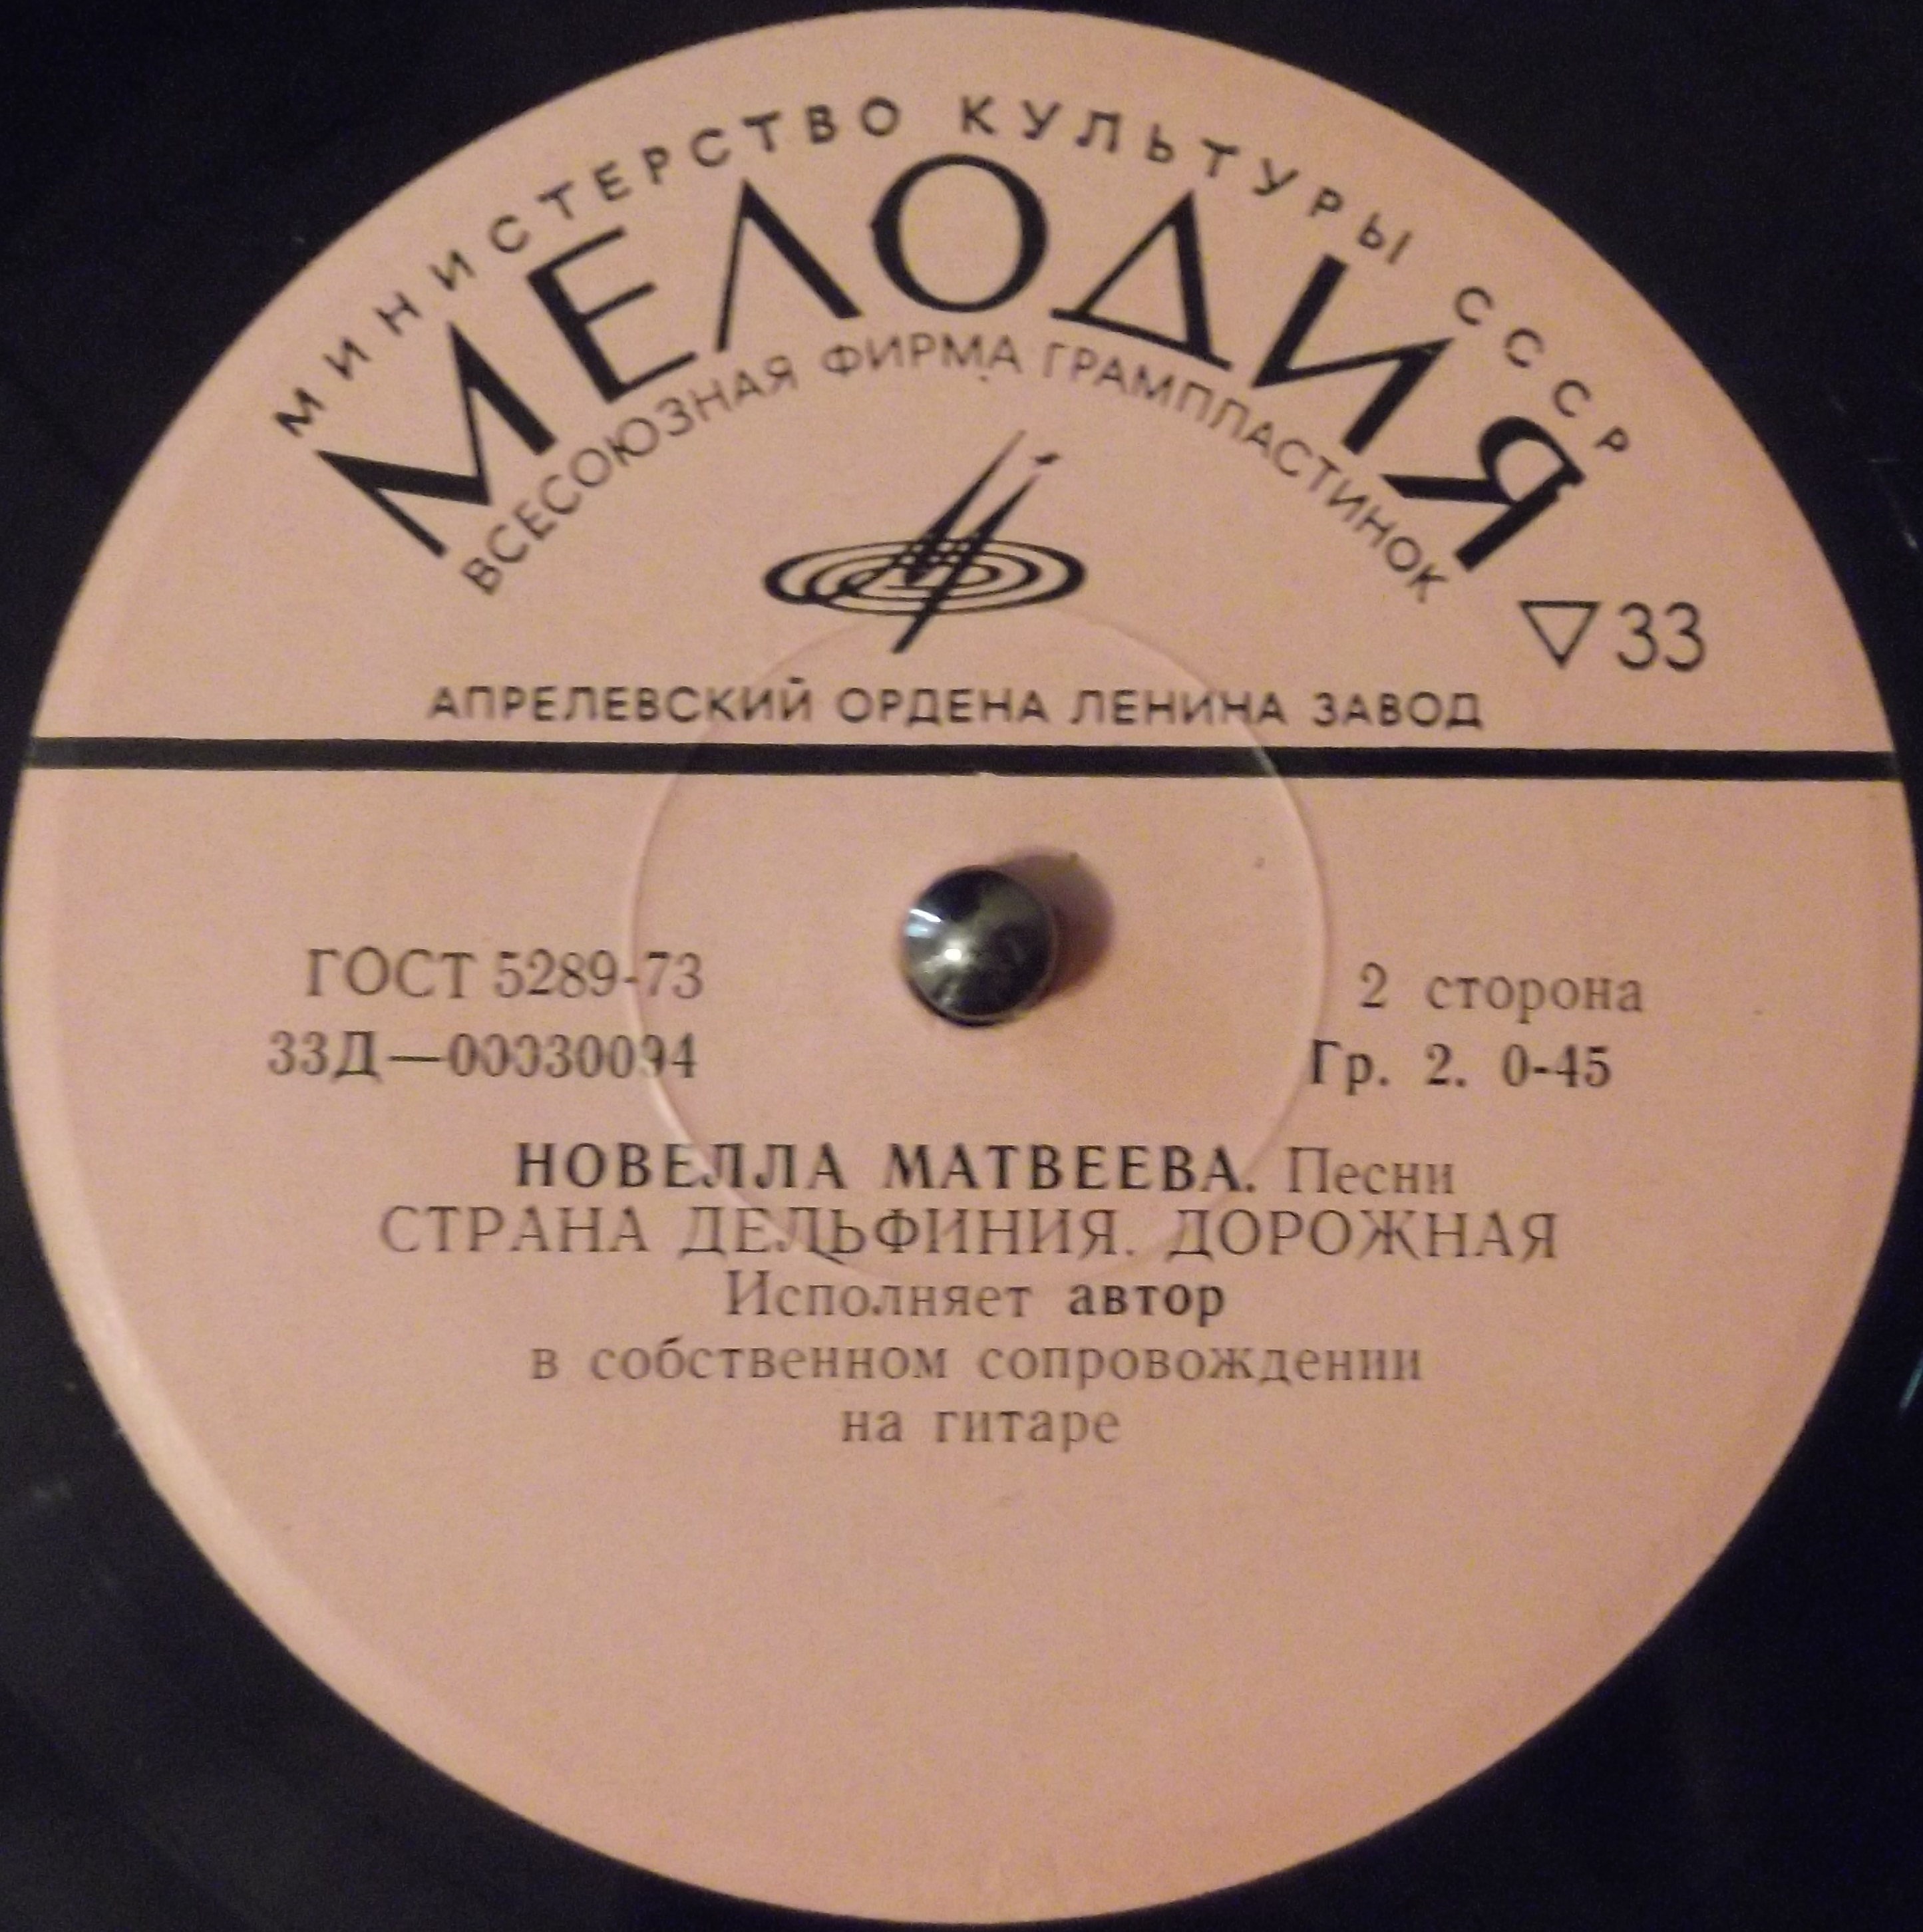 МИНИСТЕРСТВО КУЛЬТУРЫ СССР
МЕЛОДИЯ
ВСЕСОЮЗНАЯ ФИРМА ГРАМПЛАСТИНОК
▽33
АПРЕЛЕВСКИЙ ОРДЕНА ЛЕНИНА ЗАВОД
ГОСТ 5289-73
2 сторона
33Д—00030094
Гр. 2. 0-45
НОВЕЛЛА МАТВЕЕВА. Песни
СТРАНА ДЕЛЬФИНИЯ. ДОРОЖНАЯ
Исполняет автор
в собственном сопровождении
на гитаре